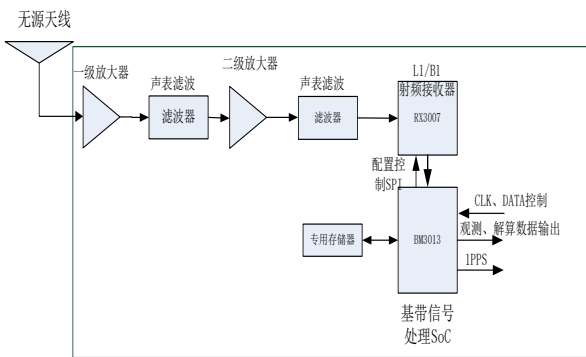 无源天线
一级放大器
声表滤波
滤波器
二级放大器
声表滤波
滤波器
L1/B1
射频接收器
RX3007
配置控
制SPI
CLK、DATA控制
观测、解算数据输出
1PPS
专用存储器
BM3013
基带信号
处理SoC